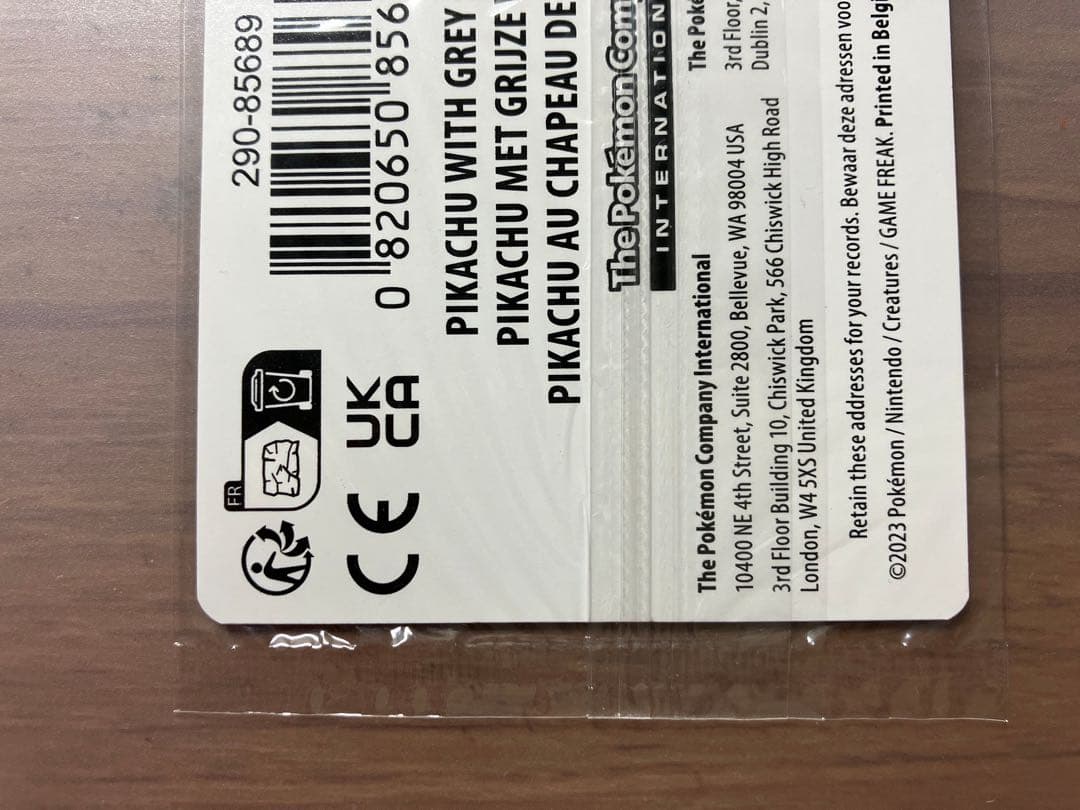 290-85689
0 820650 856
FR
CE
UK
CA
PIKACHU WITH GREY
PIKACHU MET GRIJZE
PIKACHU AU CHAPEAU DE
The Pokémon Com
INTERNATION
The Pokémon Company International
10400 NE 4th Street, Suite 2800, Bellevue, WA 98004 USA
3rd Floor Building 10, Chiswick Park, 566 Chiswick High Road
London, W4 5XS United Kingdom
The Poké
3rd Floor,
Dublin 2,
Retain these addresses for your records. Bewaar deze adressen voo
©2023 Pokémon / Nintendo / Creatures / GAME FREAK. Printed in Belgi